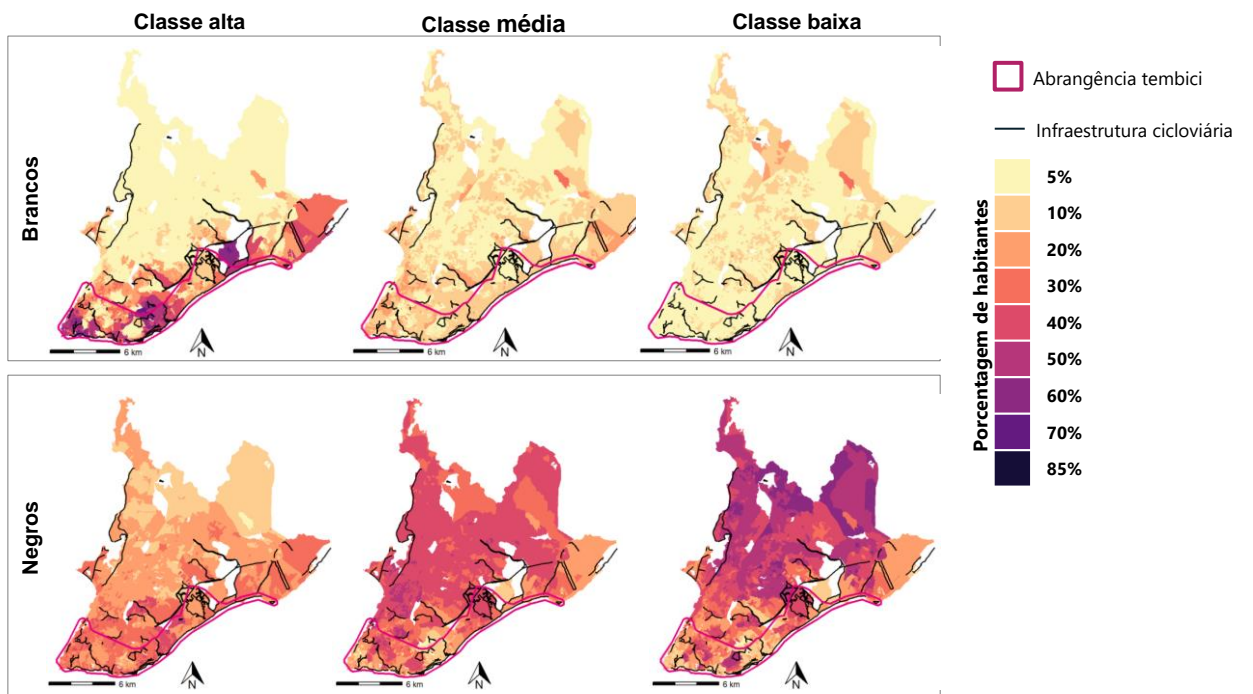 Classe alta
Classe média
Classe baixa
Brancos
6 km
N
6 km
N
6 km
N
Negros
6 km
N
6 km
N
6 km
N
Abrangência tembici
Infraestrutura cicloviária
Porcentagem de habitantes
5%
10%
20%
30%
40%
50%
60%
70%
85%